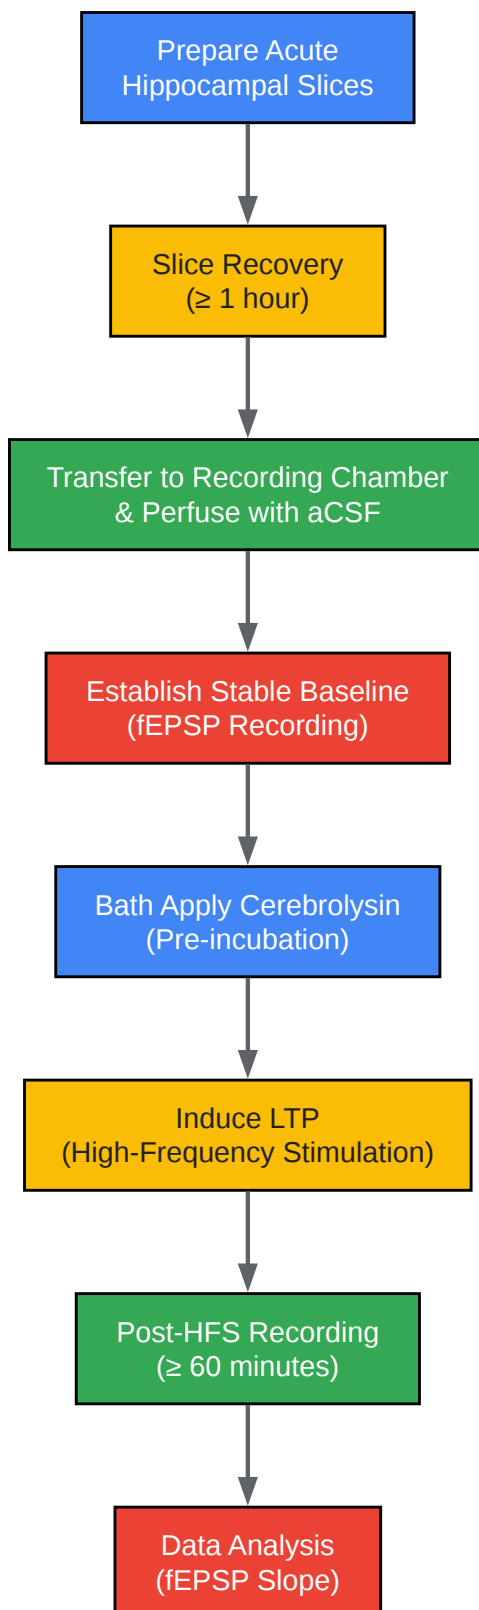 Prepare Acute
Hippocampal Slices
Slice Recovery
(≥ 1 hour)
Transfer to Recording Chamber
& Perfuse with aCSF
Establish Stable Baseline
(fEPSP Recording)
Bath Apply Cerebrolysin
(Pre-incubation)
Induce LTP
(High-Frequency Stimulation)
Post-HFS Recording
(≥ 60 minutes)
Data Analysis
(fEPSP Slope)